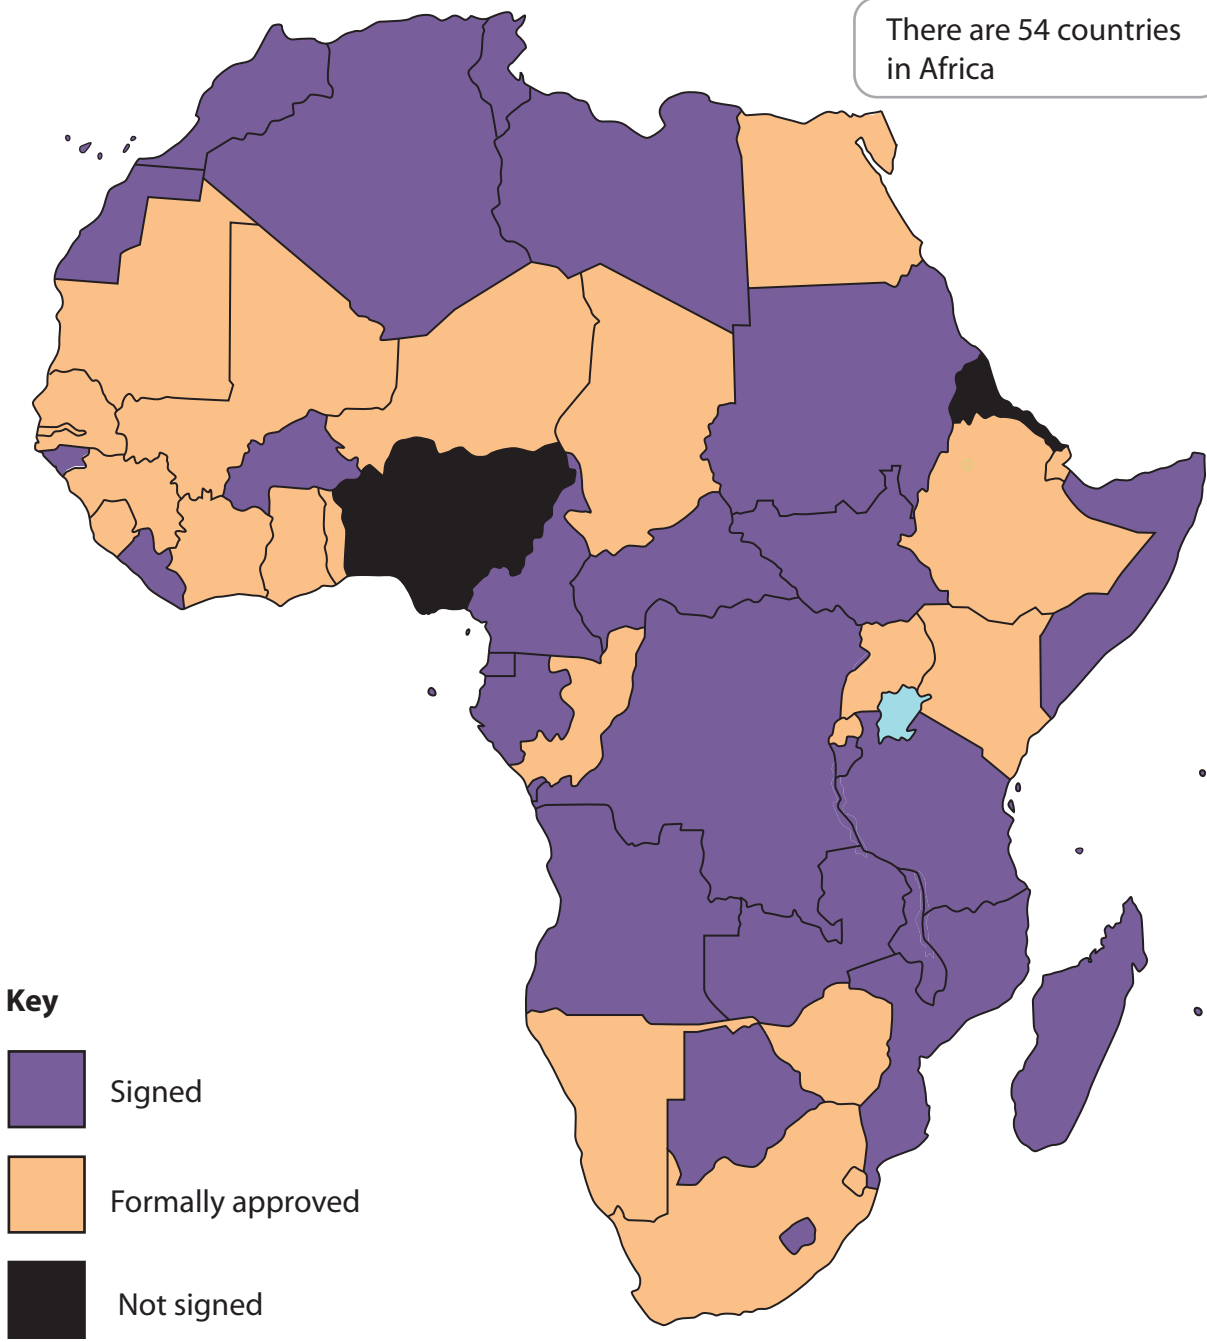 There are 54 countries
in Africa
Key
Signed
Formally approved
Not signed